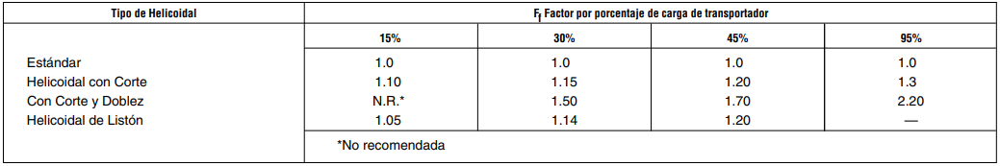 Tipo de Helicoidal Ff Factor por porcentaje de carga de transportador
15% 30% 45% 95%
Estándar 1.0 1.0 1.0 1.0
Helicoidal con Corte 1.10 1.15 1.20 1.3
Con Corte y Doblez N.R.* 1.50 1.70 2.20
Helicoidal de Listón 1.05 1.14 1.20 —
*No recomendada